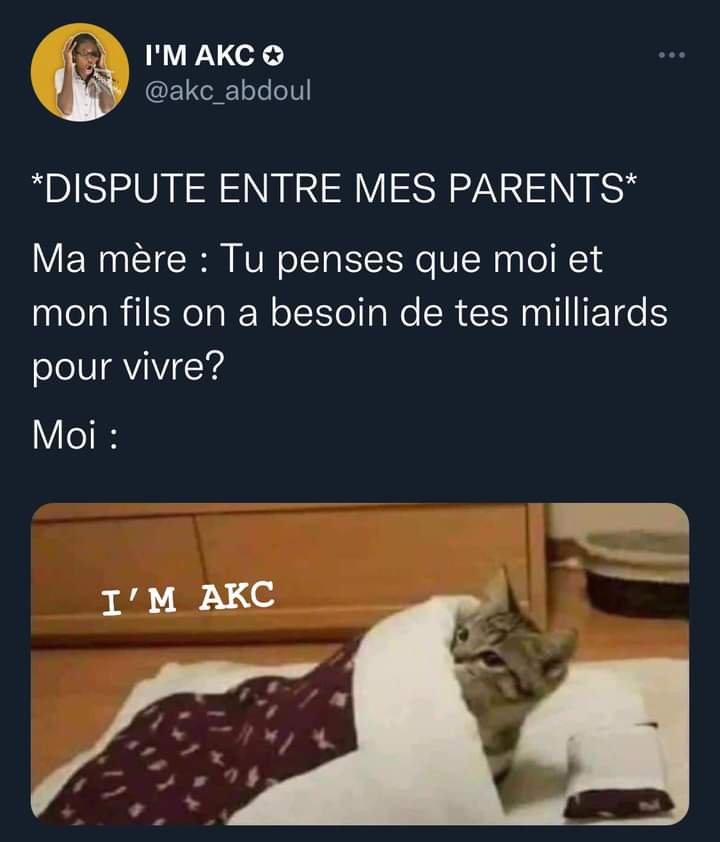 I'M AKC ✪
@akc_abdoul
*DISPUTE ENTRE MES PARENTS*
Ma mère : Tu penses que moi et
mon fils on a besoin de tes milliards
pour vivre?
Moi :
I'M AKC